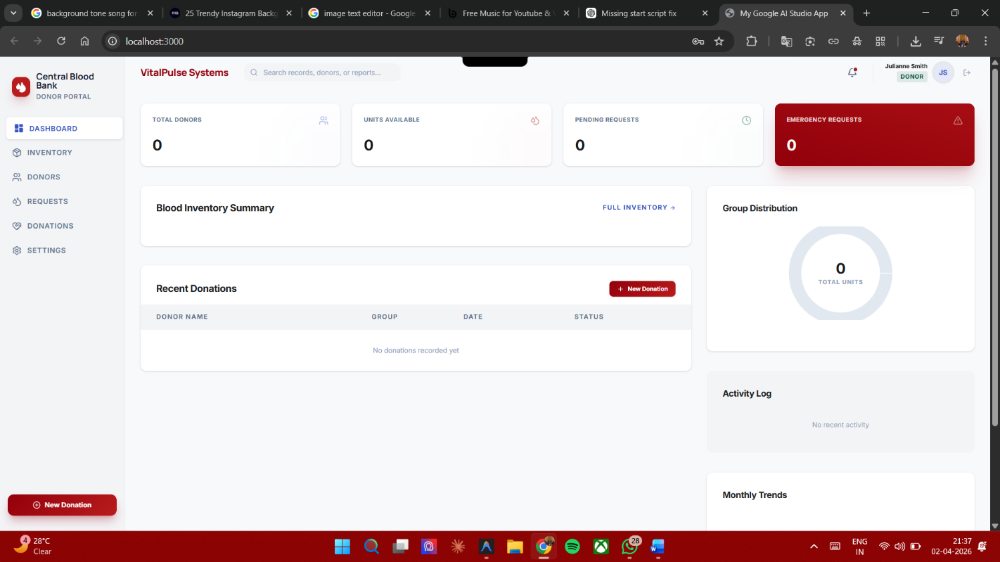 background tone song for
25 Trendy Instagram Backg
image text editor - Google
Free Music for Youtube &
Missing start script fix
My Google AI Studio App
localhost:3000
Central Blood
Bank
DONOR PORTAL
VitalPulse Systems
Search records, donors, or reports...
Julianne Smith
DONOR
JS
DASHBOARD
INVENTORY
DONORS
REQUESTS
DONATIONS
SETTINGS
New Donation
TOTAL DONORS
0
UNITS AVAILABLE
0
PENDING REQUESTS
0
EMERGENCY REQUESTS
0
Blood Inventory Summary
FULL INVENTORY →
Group Distribution
0
TOTAL UNITS
Recent Donations
+ New Donation
DONOR NAME GROUP DATE STATUS
No donations recorded yet
Activity Log
No recent activity
Monthly Trends
4
28°C
Clear
28
ENG
IN
21:37
02-04-2026